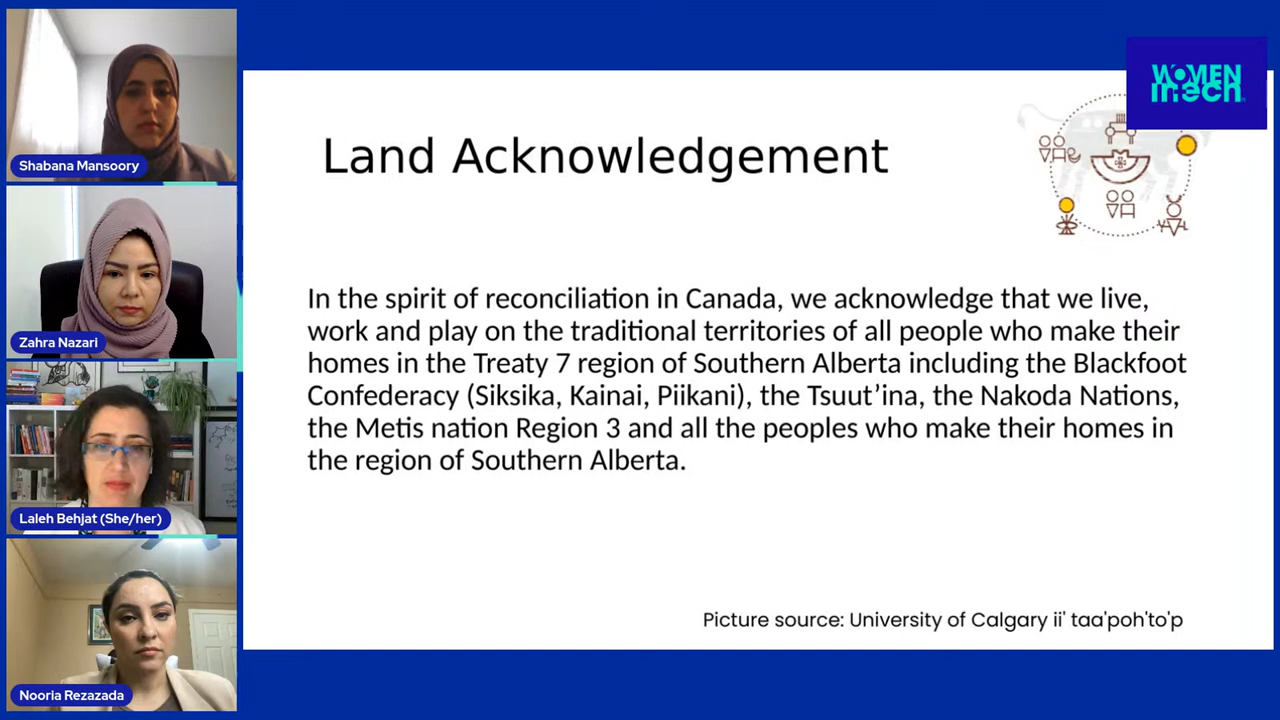 Shabana Mansoory
Zahra Nazari
Laleh Behjat (She/her)
Nooria Rezazada
WOMEN
in tech
Land Acknowledgement
In the spirit of reconciliation in Canada, we acknowledge that we live,
work and play on the traditional territories of all people who make their
homes in the Treaty 7 region of Southern Alberta including the Blackfoot
Confederacy (Siksika, Kainai, Piikani), the Tsuut’ina, the Nakoda Nations,
the Metis nation Region 3 and all the peoples who make their homes in
the region of Southern Alberta.
Picture source: University of Calgary ii' taa'poh'to'p